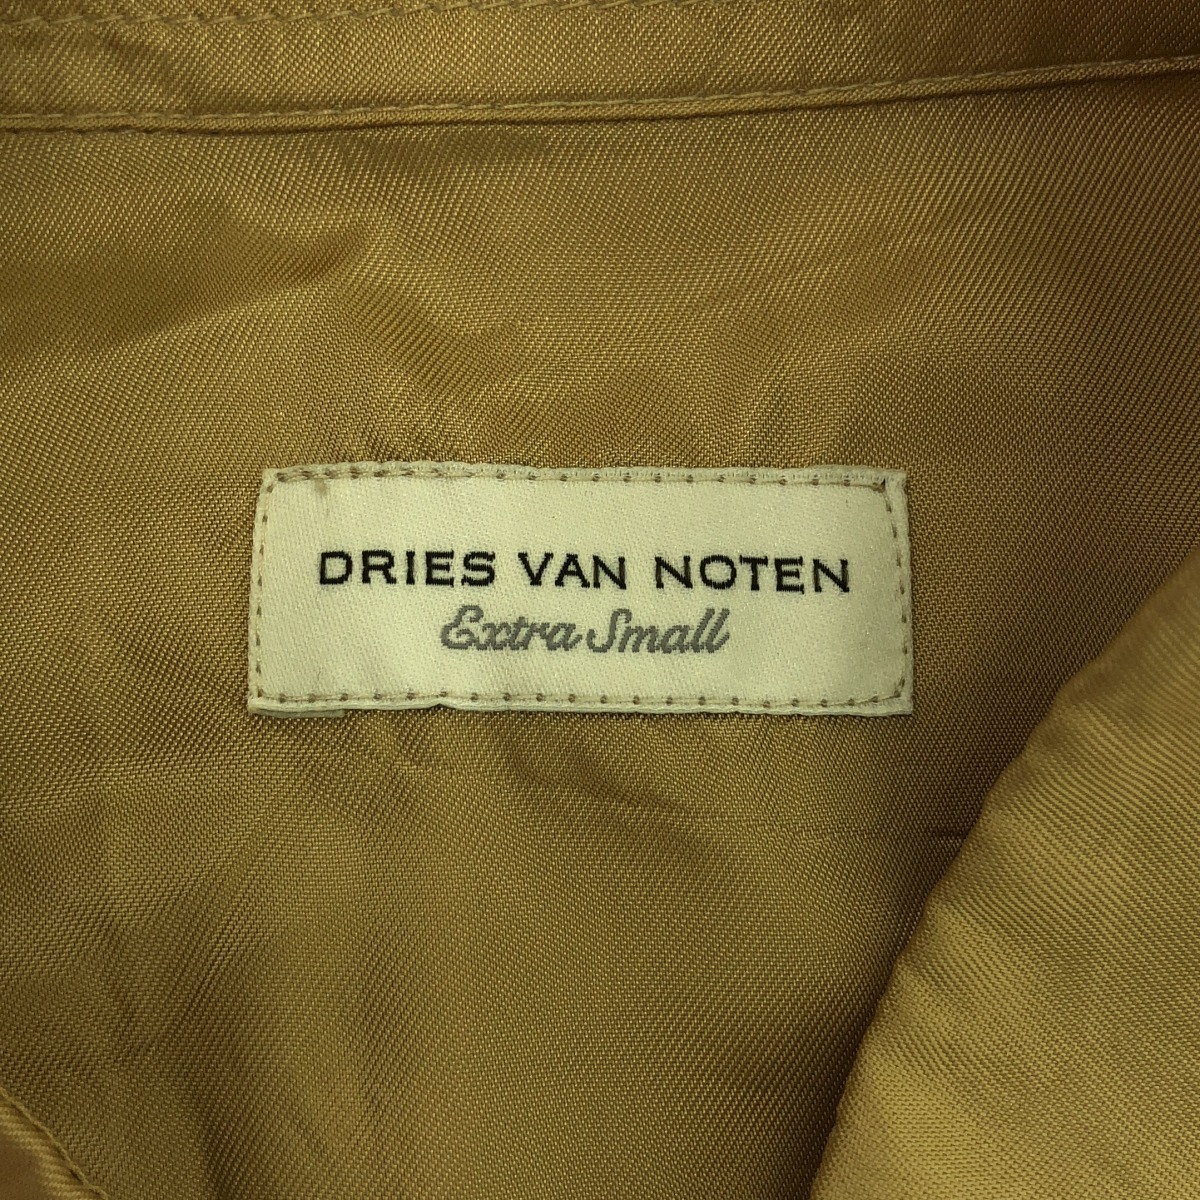 DRIES VAN NOTEN
Extra Small